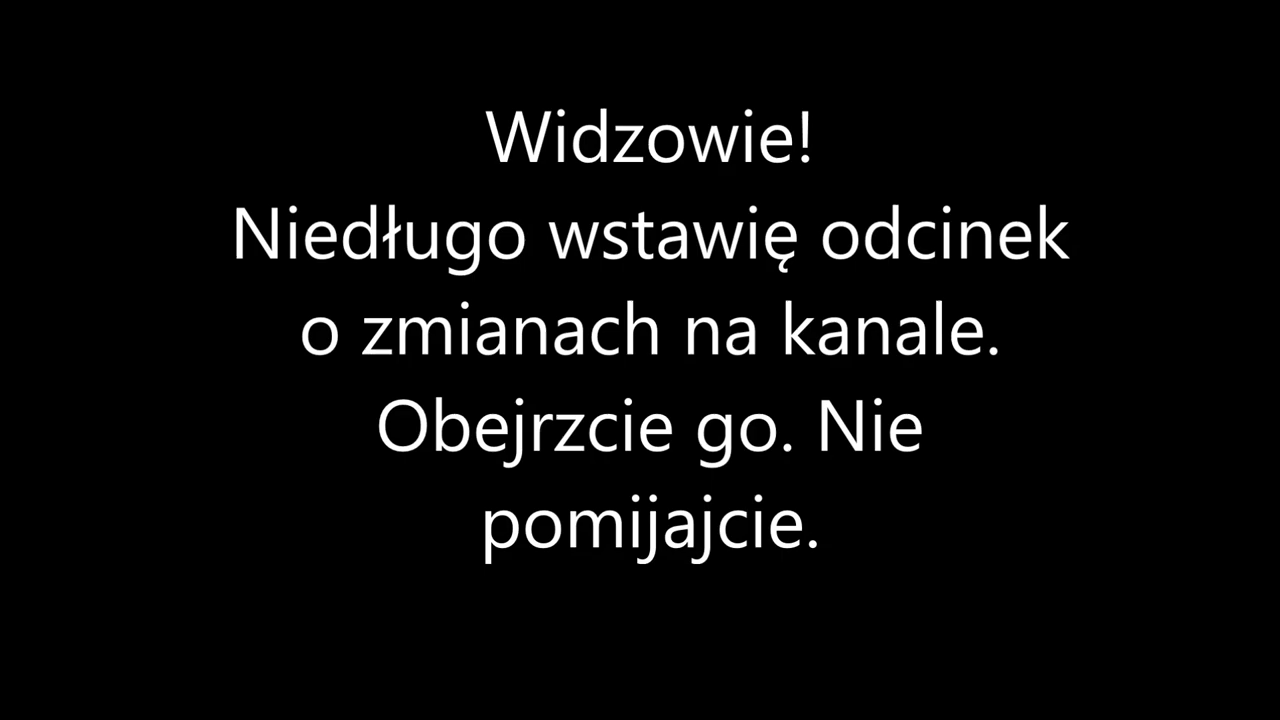 Widzowie!
Niedługo wstawię odcinek
o zmianach na kanale.
Obejrzcie go. Nie
pomijajcie.